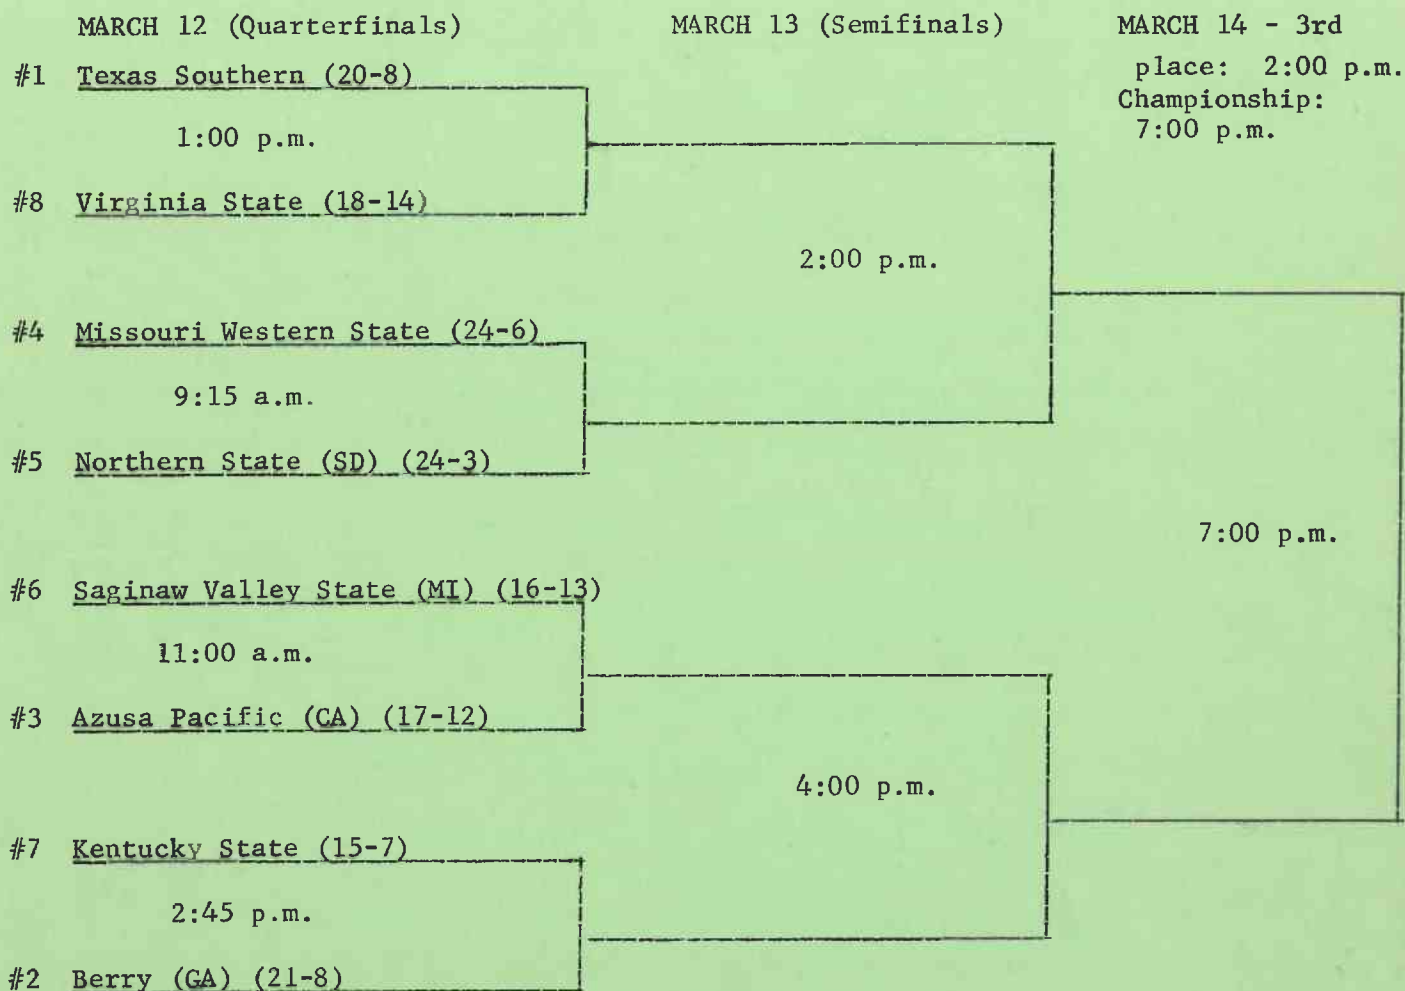 MARCH 12 (Quarterfinals)
MARCH 13 (Semifinals)
MARCH 14 - 3rd
place: 2:00 p.m.
Championship:
7:00 p.m.
#1 Texas Southern (20-8)
1:00 p.m.
#8 Virginia State (18-14)
2:00 p.m.
#4 Missouri Western State (24-6)
9:15 a.m.
#5 Northern State (SD) (24-3)
7:00 p.m.
#6 Saginaw Valley State (MI) (16-13)
11:00 a.m.
#3 Azusa Pacific (CA) (17-12)
4:00 p.m.
#7 Kentucky State (15-7)
2:45 p.m.
#2 Berry (GA) (21-8)